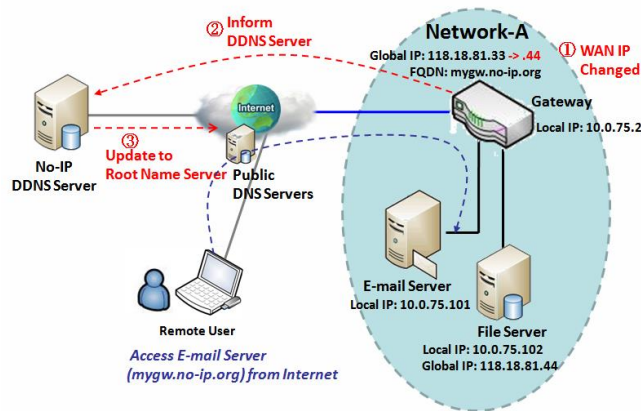 Network-A
② Inform
DDNS Server
Global IP: 118.18.81.33 -> .44
FQDN: mygw.no-ip.org
① WAN IP
Changed
Gateway
Local IP: 10.0.75.2
Internet
③
Update to
Root Name Server
No-IP
DDNS Server
Public
DNS Servers
E-mail Server
Local IP: 10.0.75.101
File Server
Local IP: 10.0.75.102
Global IP: 118.18.81.44
Remote User
Access E-mail Server
(mygw.no-ip.org) from Internet